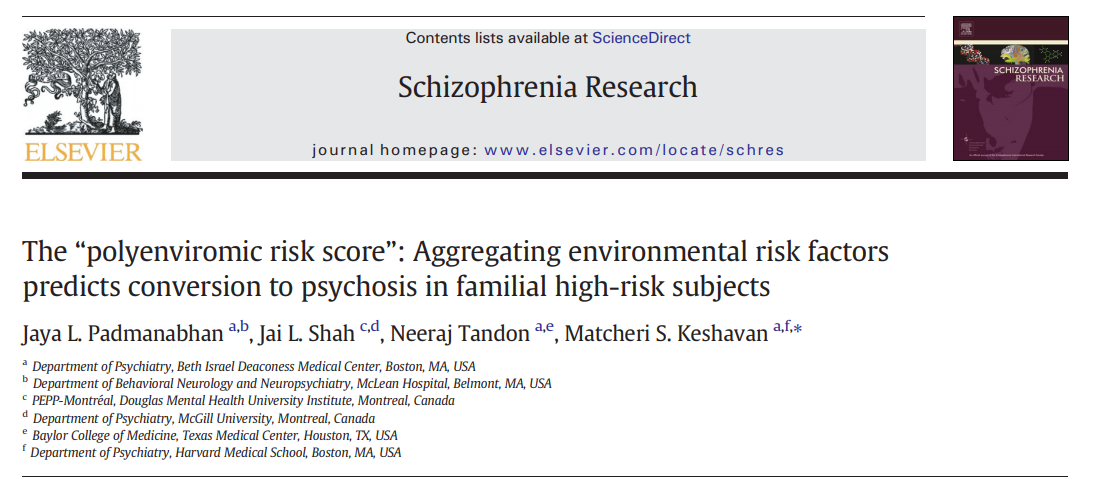 Contents lists available at ScienceDirect
Schizophrenia Research
journal homepage: www.elsevier.com/locate/schres
ELSEVIER
SCHIZOPHRENIA
RESEARCH
The “polyenviromic risk score”: Aggregating environmental risk factors
predicts conversion to psychosis in familial high-risk subjects
Jaya L. Padmanabhan a,b, Jai L. Shah c,d, Neeraj Tandon a,e, Matcheri S. Keshavan a,f,*
a Department of Psychiatry, Beth Israel Deaconess Medical Center, Boston, MA, USA
b Department of Behavioral Neurology and Neuropsychiatry, McLean Hospital, Belmont, MA, USA
c PEPP-Montréal, Douglas Mental Health University Institute, Montreal, Canada
d Department of Psychiatry, McGill University, Montreal, Canada
e Baylor College of Medicine, Texas Medical Center, Houston, TX, USA
f Department of Psychiatry, Harvard Medical School, Boston, MA, USA